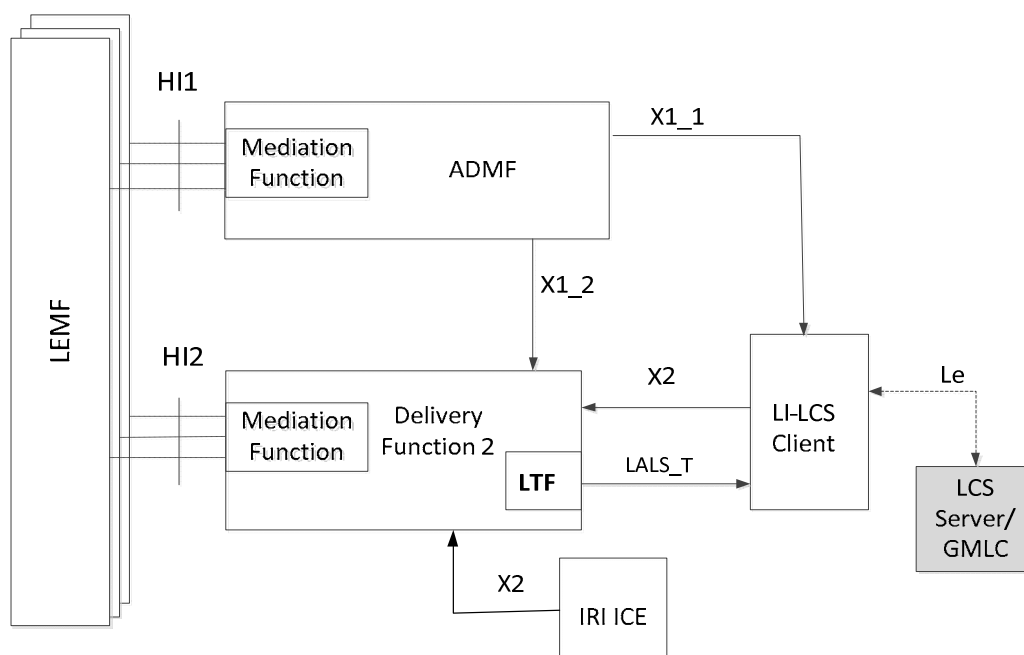 HI1
X1_1
Mediation
Function
ADMF
X1_2
LEMF
HI2
X2
Le
Mediation
Function
Delivery
Function 2
LI-LCS
Client
LTF
LALS_T
LCS
Server/
GMLC
X2
IRI ICE